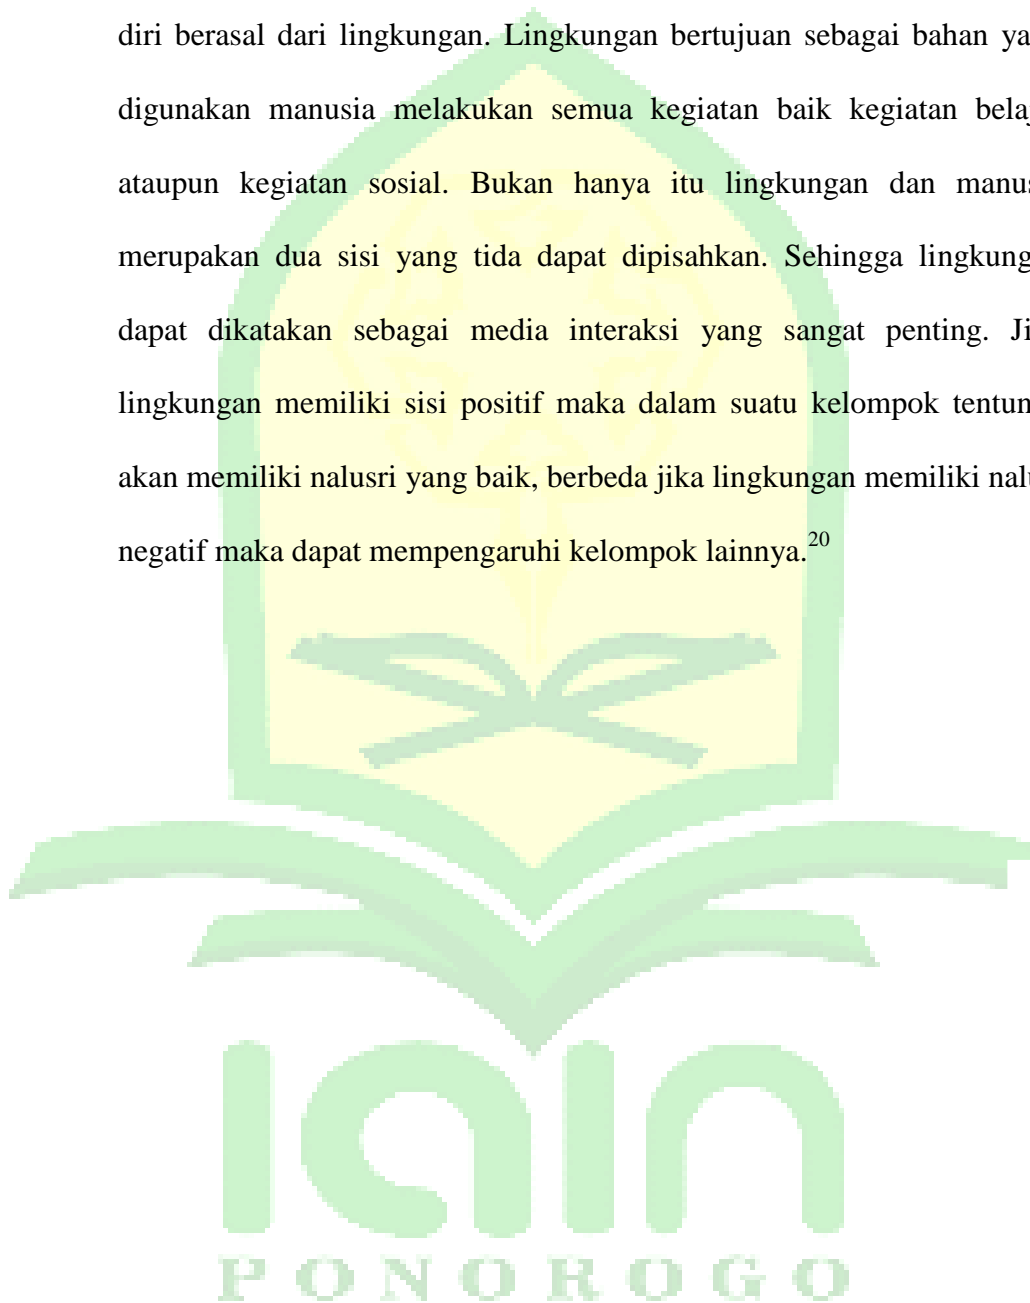 diri berasal dari lingkungan. Lingkungan bertujuan sebagai bahan ya
digunakan manusia melakukan semua kegiatan baik kegiatan bela
ataupun kegiatan sosial. Bukan hanya itu lingkungan dan manus
merupakan dua sisi yang tida dapat dipisahkan. Sehingga lingkung
dapat dikatakan sebagai media interaksi yang sangat penting. Ji
lingkungan memiliki sisi positif maka dalam suatu kelompok tentun
akan memiliki nalusri yang baik, berbeda jika lingkungan memiliki nalu
negatif maka dapat mempengaruhi kelompok lainnya.20
iain
PONOROGO